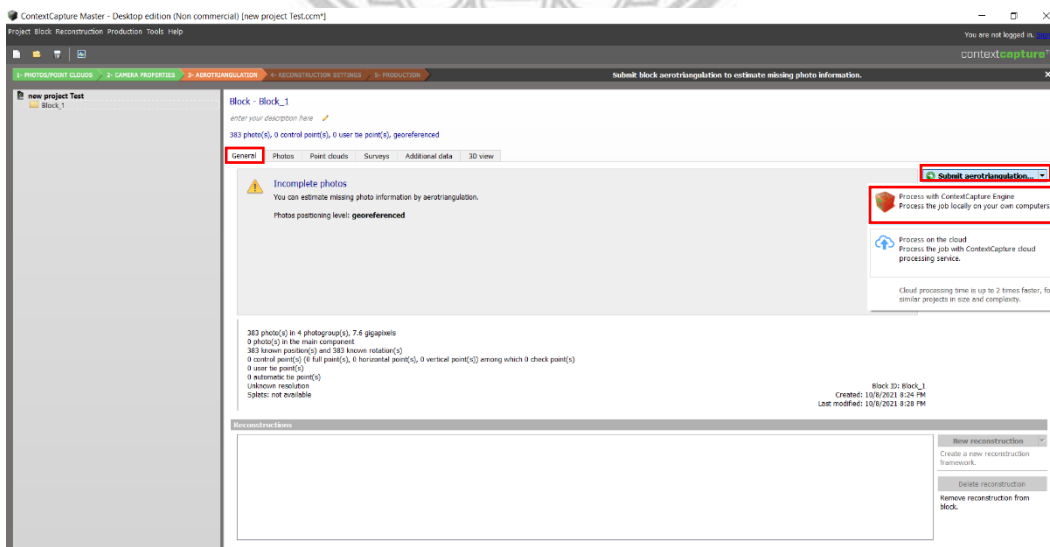 ContextCapture Master - Desktop edition (Non commercial) [new project Test.ccm*]
Project Block Reconstruction Production Tools Help
You are not logged in.
contextcapture™
1- PHOTOS/POINT CLOUDS 2- CAMERA PROPERTIES 3- AEROTRIANGULATION 4- RECONSTRUCTION SETTINGS 5- PRODUCTION Submit block aerotriangulation to estimate missing photo information.
new project Test
Block_1
Block - Block_1
enter your description here
383 photo(s), 0 control point(s), 0 user tie point(s), georeferenced
General Photos Point clouds Surveys Additional data 3D view
Submit aerotriangulation...
Incomplete photos
You can estimate missing photo information by aerotriangulation.
Photos positioning level: georeferenced
Process with ContextCapture Engine
Process the job locally on your own computers
Process on the cloud
Process the job with ContextCapture cloud
processing service.
Cloud processing time is up to 2 times faster, fo
similar projects in size and complexity.
383 photo(s) in 4 photogroup(s), 7.6 gigapixels
0 photo(s) in the main component
383 known position(s) and 383 known rotation(s)
0 control point(s) (0 full point(s), 0 horizontal point(s), 0 vertical point(s)) among which 0 check point(s)
0 user tie point(s)
0 automatic tie point(s)
Unknown resolution
Splats: not available
Block ID: Block_1
Created: 10/8/2021 8:24 PM
Last modified: 10/8/2021 8:28 PM
Reconstructions
New reconstruction
Create a new reconstruction
framework.
Delete reconstruction
Remove reconstruction from
block.